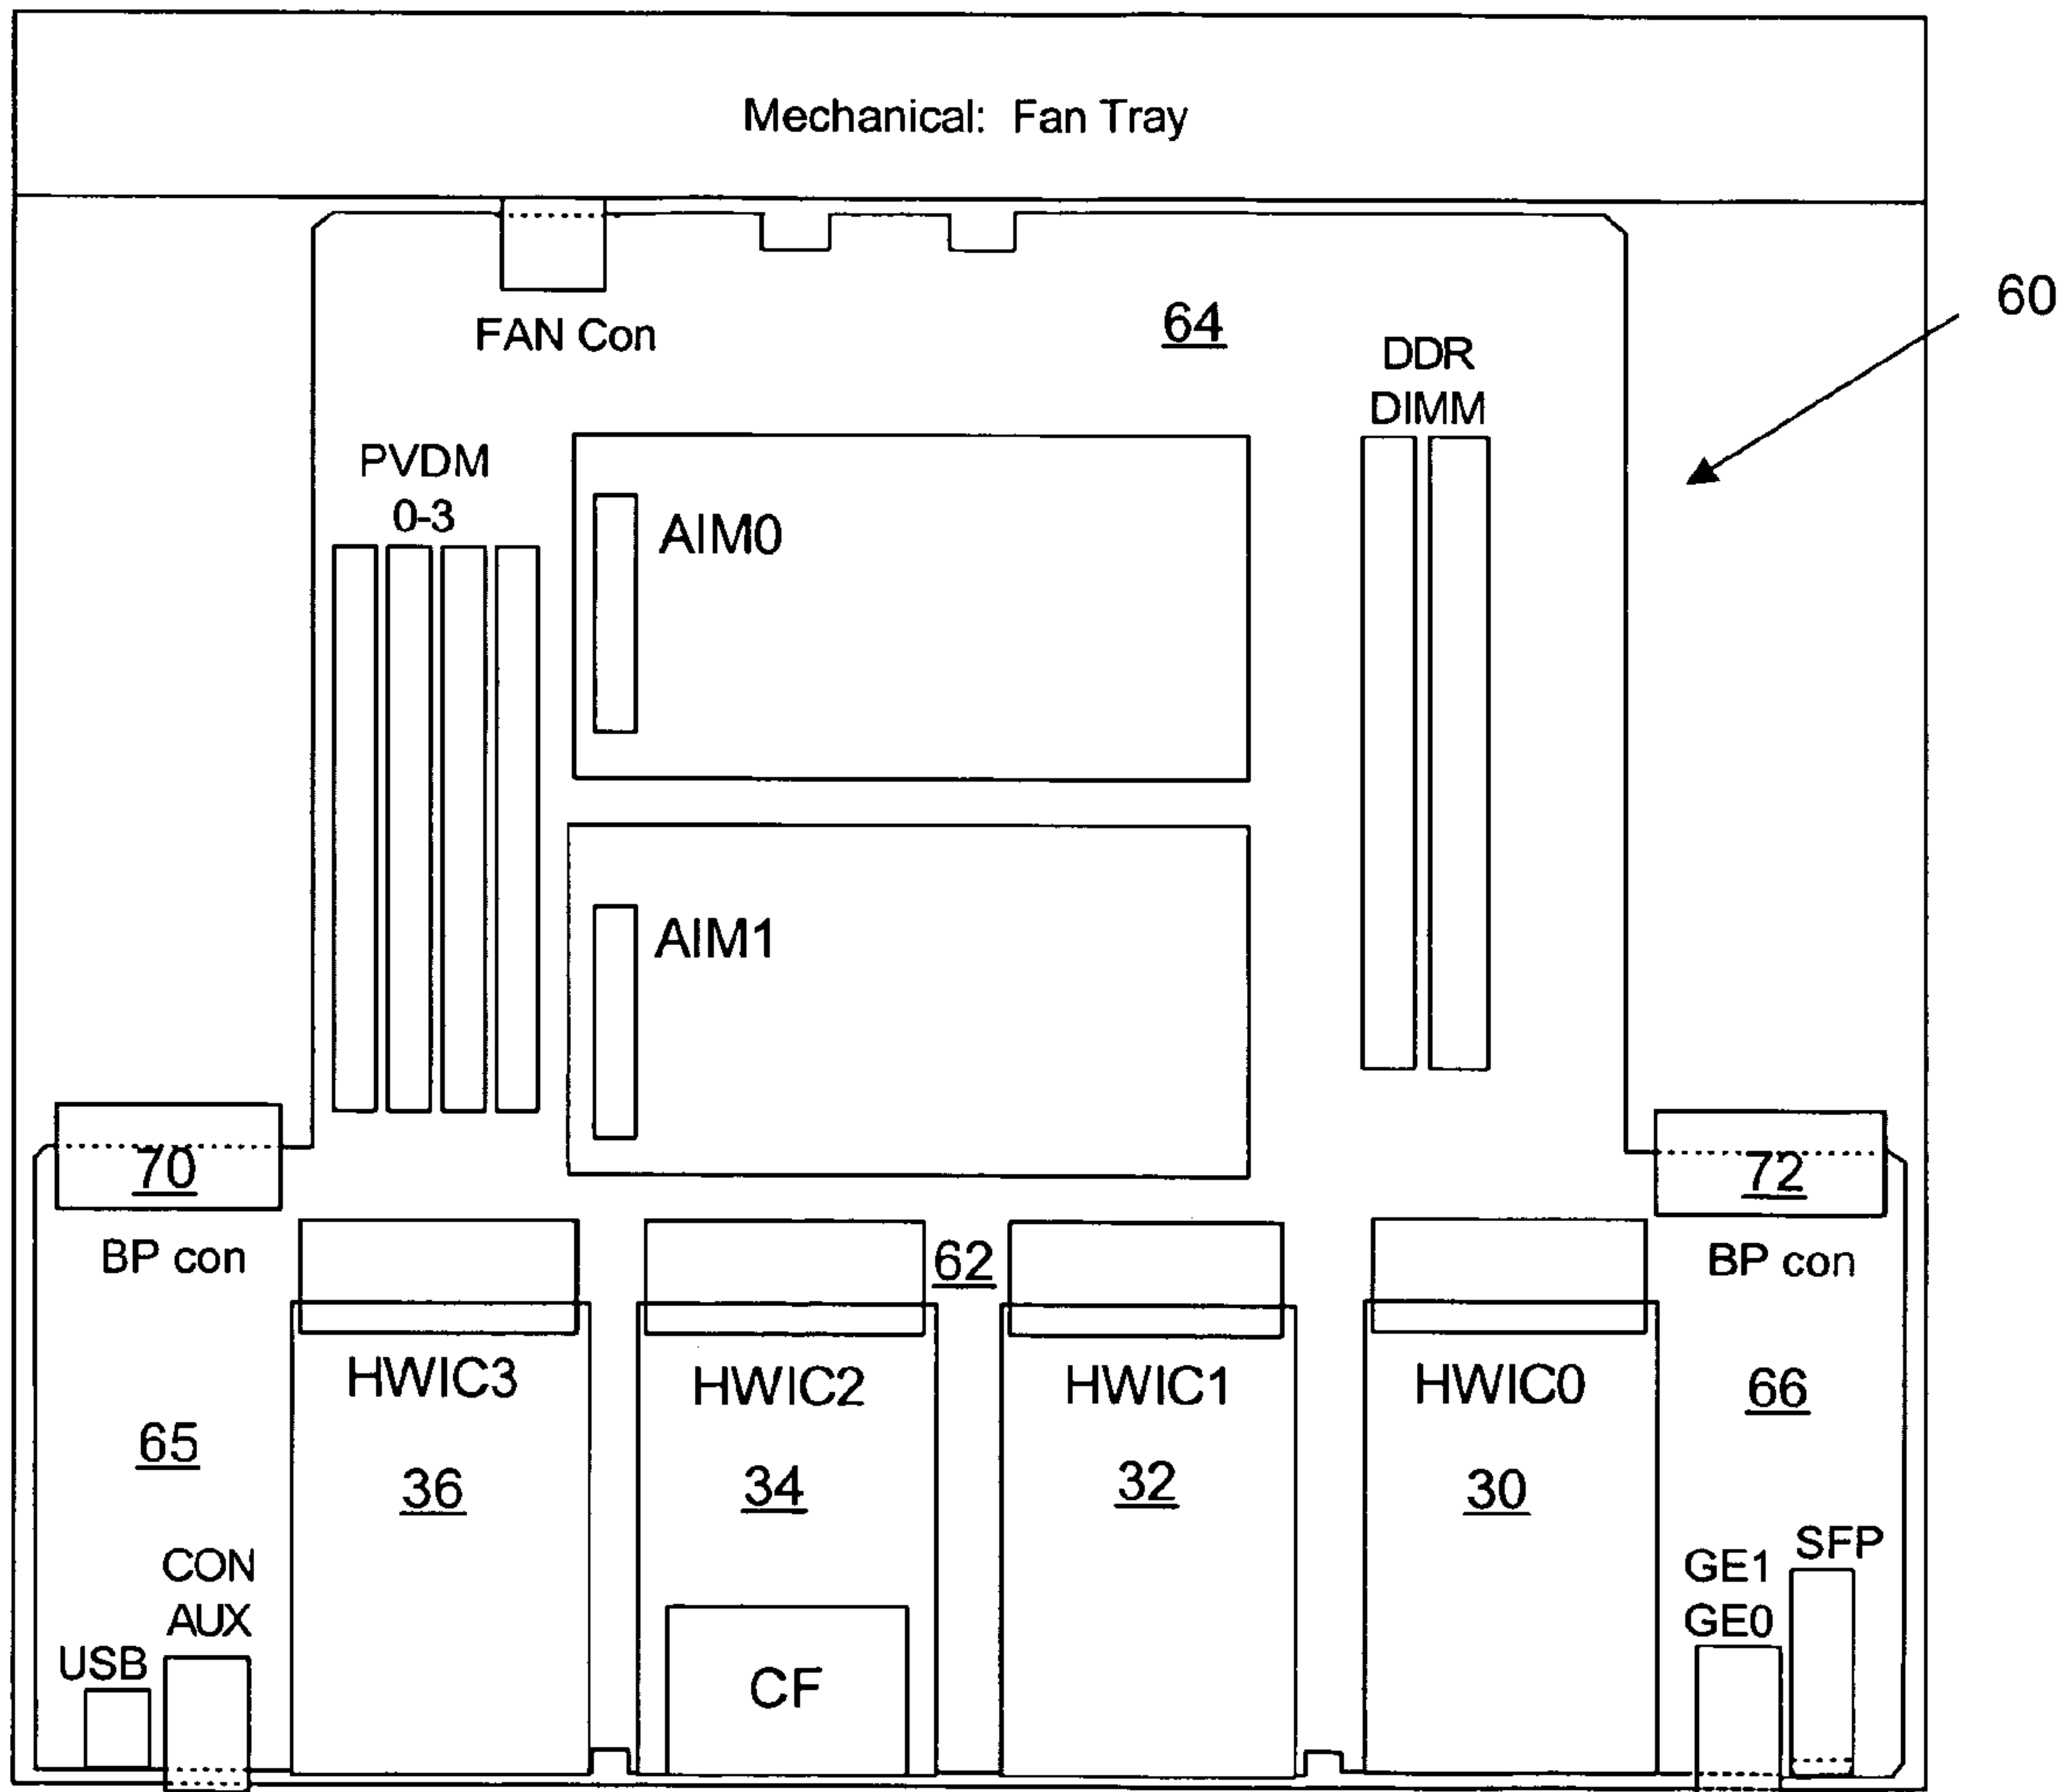 Mechanical: Fan Tray
60
FAN Con
64
DDR
DIMM
PVDM
0-3
AIM0
AIM1
70
72
BP con
62
BP con
HWIC3
HWIC2
HWIC1
HWIC0
66
65
36
34
32
30
CON
AUX
SFP
GE1
GE0
USB
CF